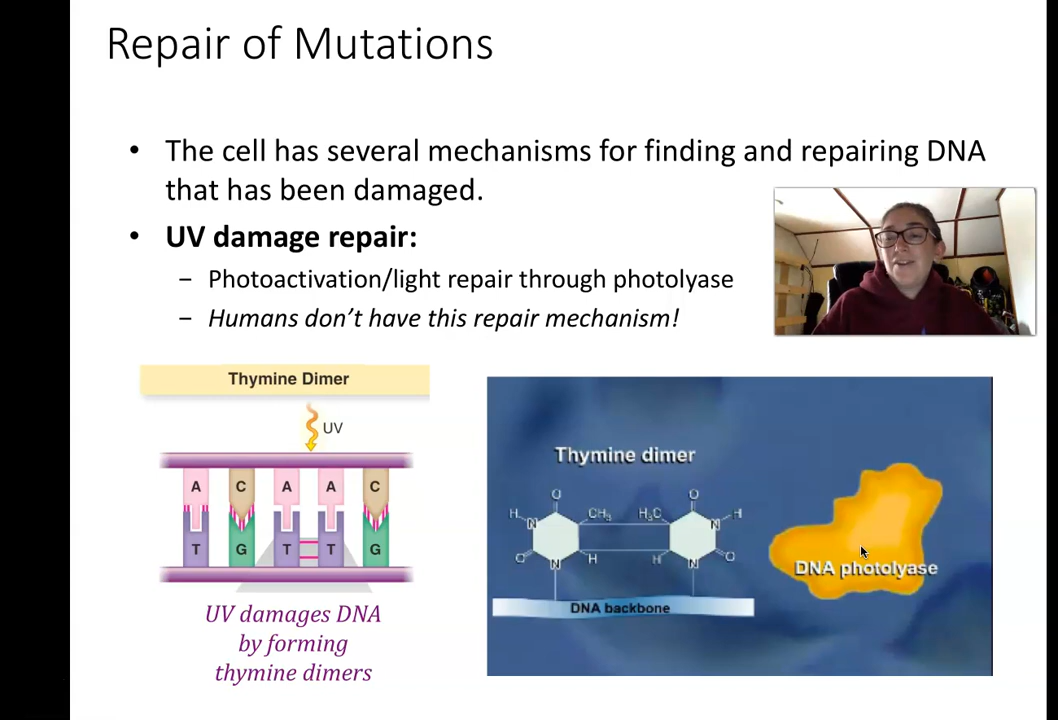 Repair of Mutations
• The cell has several mechanisms for finding and repairing DNA
that has been damaged.
• UV damage repair:
– Photoactivation/light repair through photolyase
– Humans don't have this repair mechanism!
Thymine Dimer
UV
A C A A C
T G T T G
UV damages DNA
by forming
thymine dimers
Thymine dimer
O O
H N CH₃ H₃C N H
O N H H N O
DNA backbone
DNA photolyase